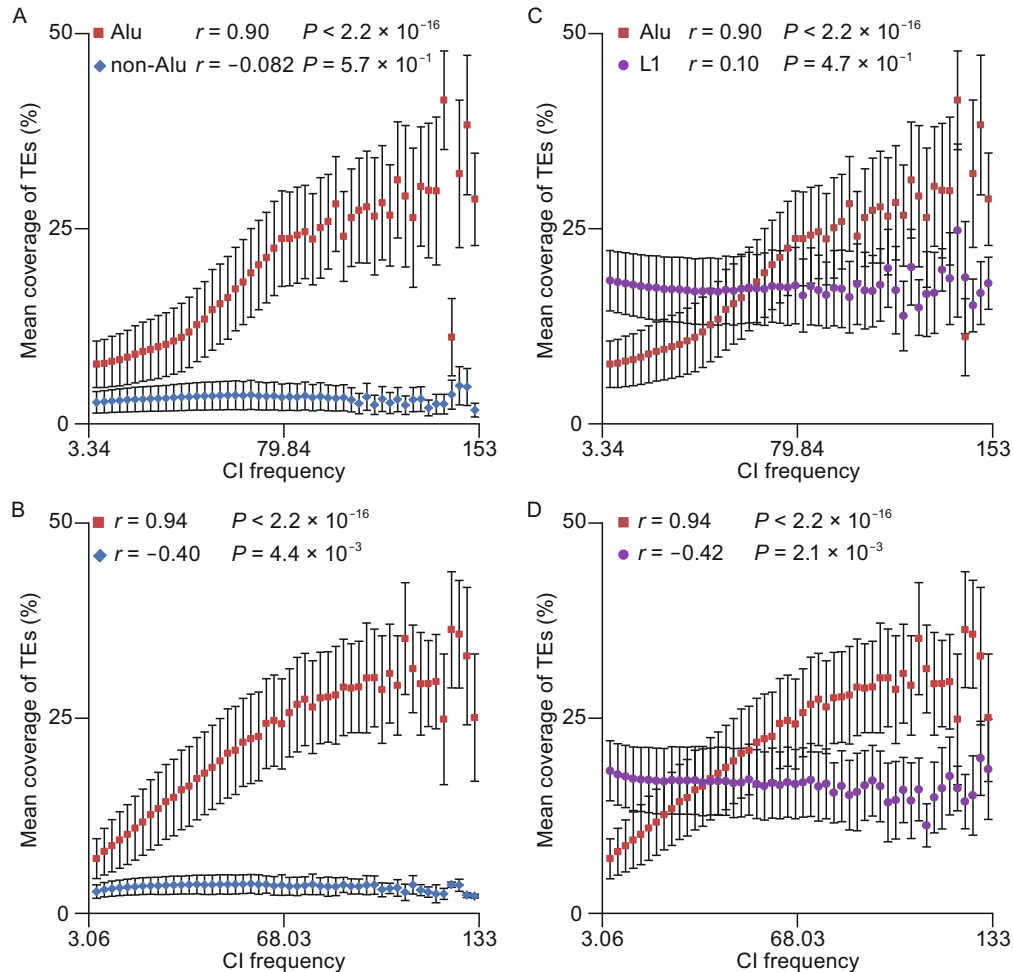 A
Alu r = 0.90 P < 2.2 × 10⁻¹⁶
non-Alu r = −0.082 P = 5.7 × 10⁻¹
Mean coverage of TEs (%)
50
25
0
3.34 79.84 153
CI frequency
C
Alu r = 0.90 P < 2.2 × 10⁻¹⁶
L1 r = 0.10 P = 4.7 × 10⁻¹
Mean coverage of TEs (%)
50
25
0
3.34 79.84 153
CI frequency
B
r = 0.94 P < 2.2 × 10⁻¹⁶
r = −0.40 P = 4.4 × 10⁻³
Mean coverage of TEs (%)
50
25
0
3.06 68.03 133
CI frequency
D
r = 0.94 P < 2.2 × 10⁻¹⁶
r = −0.42 P = 2.1 × 10⁻³
Mean coverage of TEs (%)
50
25
0
3.06 68.03 133
CI frequency